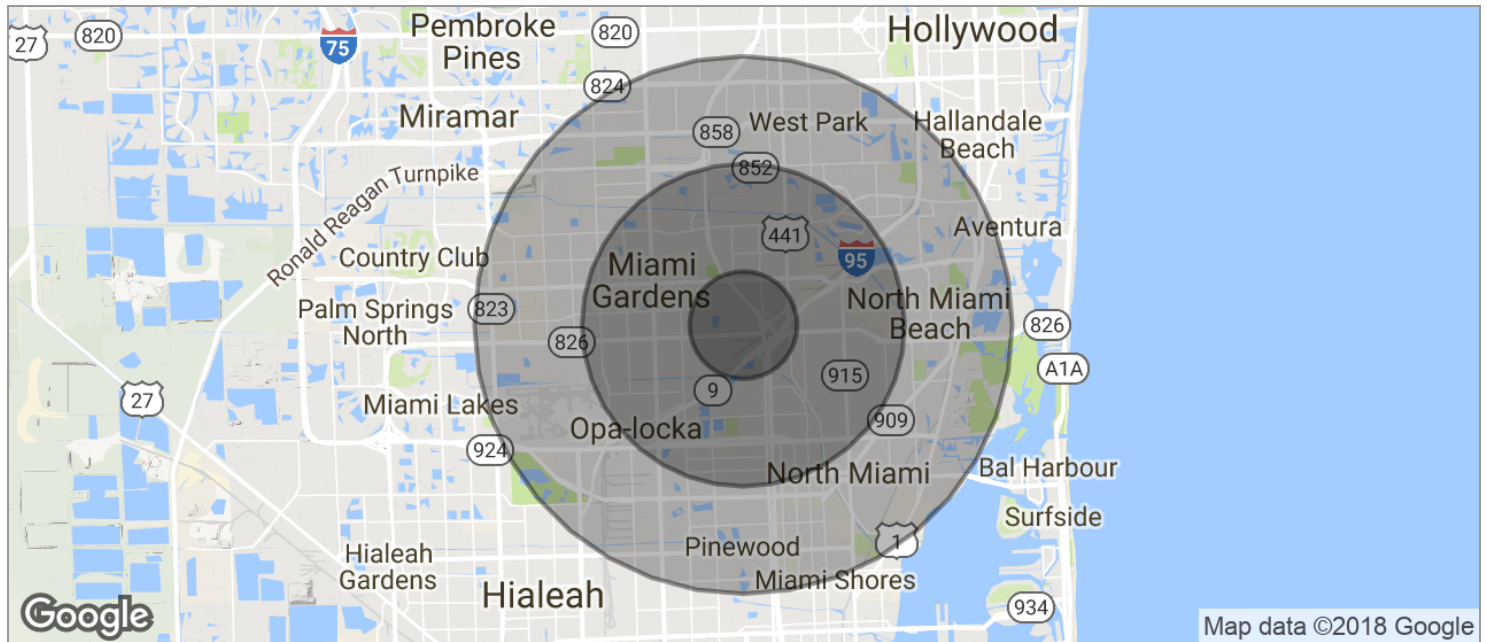 Hollywood
Pembroke
Pines
820
820
27
75
824
Miramar
West Park
858
Hallandale
Beach
852
Ronald Reagan Turnpike
441
Aventura
Country Club
95
Miami
Gardens
North Miami
Beach
823
Palm Springs
North
826
826
A1A
915
9
27
Miami Lakes
909
Opa-locka
924
North Miami
Bal Harbour
Surfside
1
Pinewood
Hialeah
Gardens
Miami Shores
Hialeah
934
Google
Map data ©2018 Google